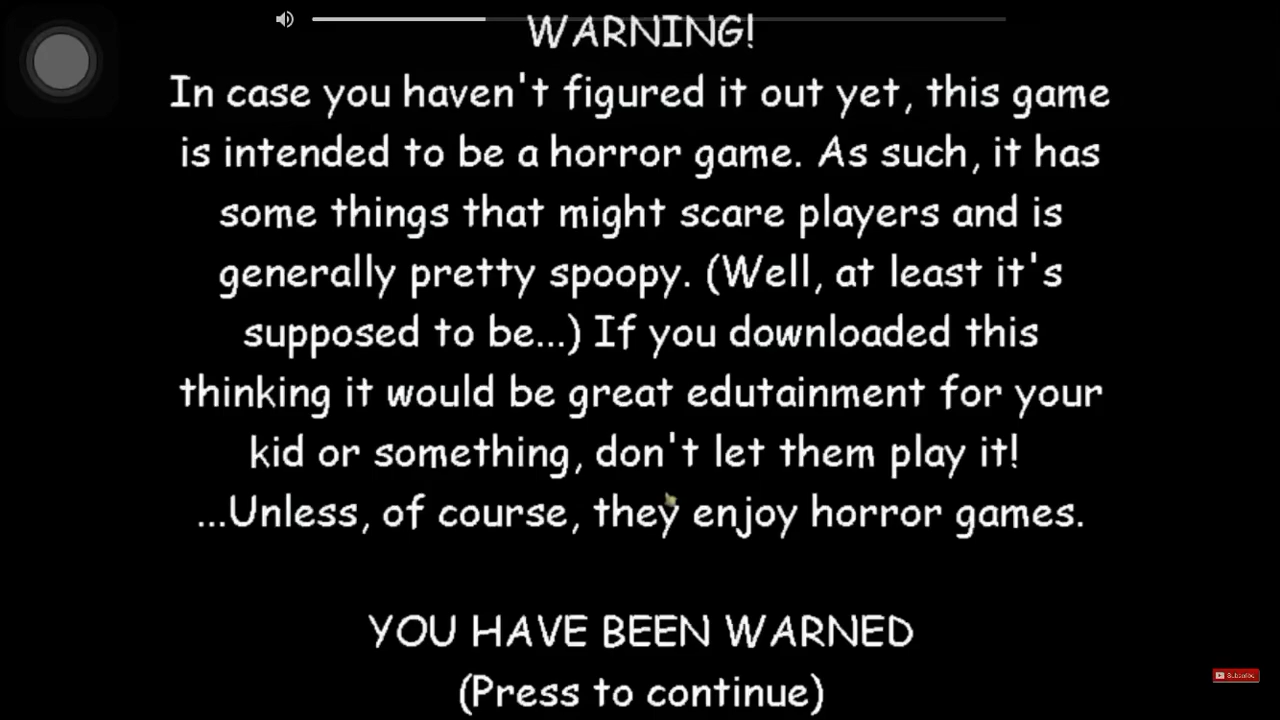 WARNING!
In case you haven't figured it out yet, this game
is intended to be a horror game. As such, it has
some things that might scare players and is
generally pretty spoopy. (Well, at least it's
supposed to be...) If you downloaded this
thinking it would be great edutainment for your
kid or something, don't let them play it!
...Unless, of course, they enjoy horror games.
YOU HAVE BEEN WARNED
(Press to continue)
Subscribe